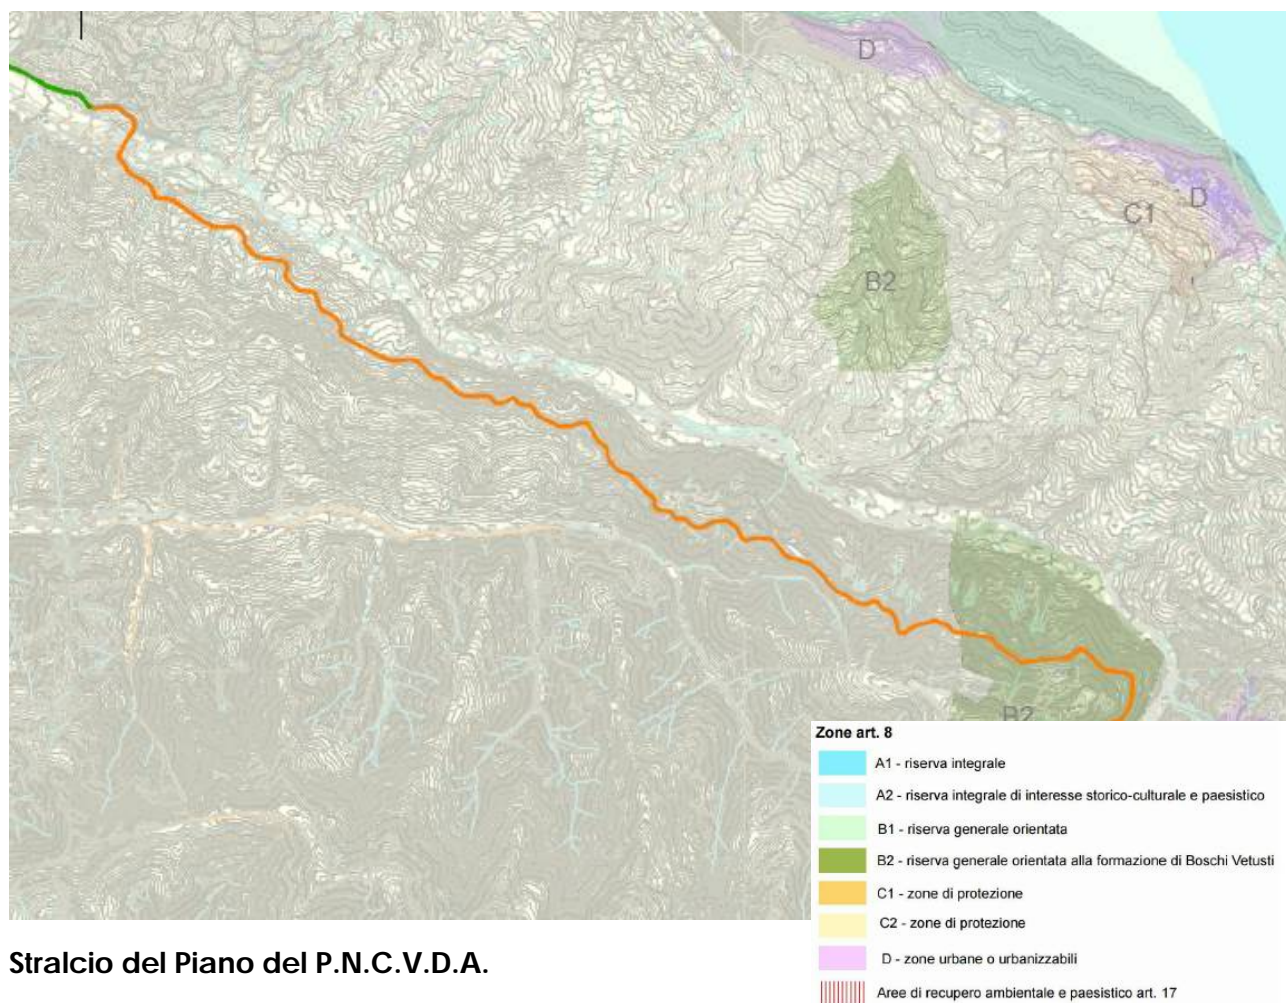 D
D
C1
B2
B2
Zone art. 8
A1 - riserva integrale
A2 - riserva integrale di interesse storico-culturale e paesistico
B1 - riserva generale orientata
B2 - riserva generale orientata alla formazione di Boschi Vetusti
C1 - zone di protezione
C2 - zone di protezione
D - zone urbane o urbanizzabili
Aree di recupero ambientale e paesistico art. 17
Stralcio del Piano del P.N.C.V.D.A.